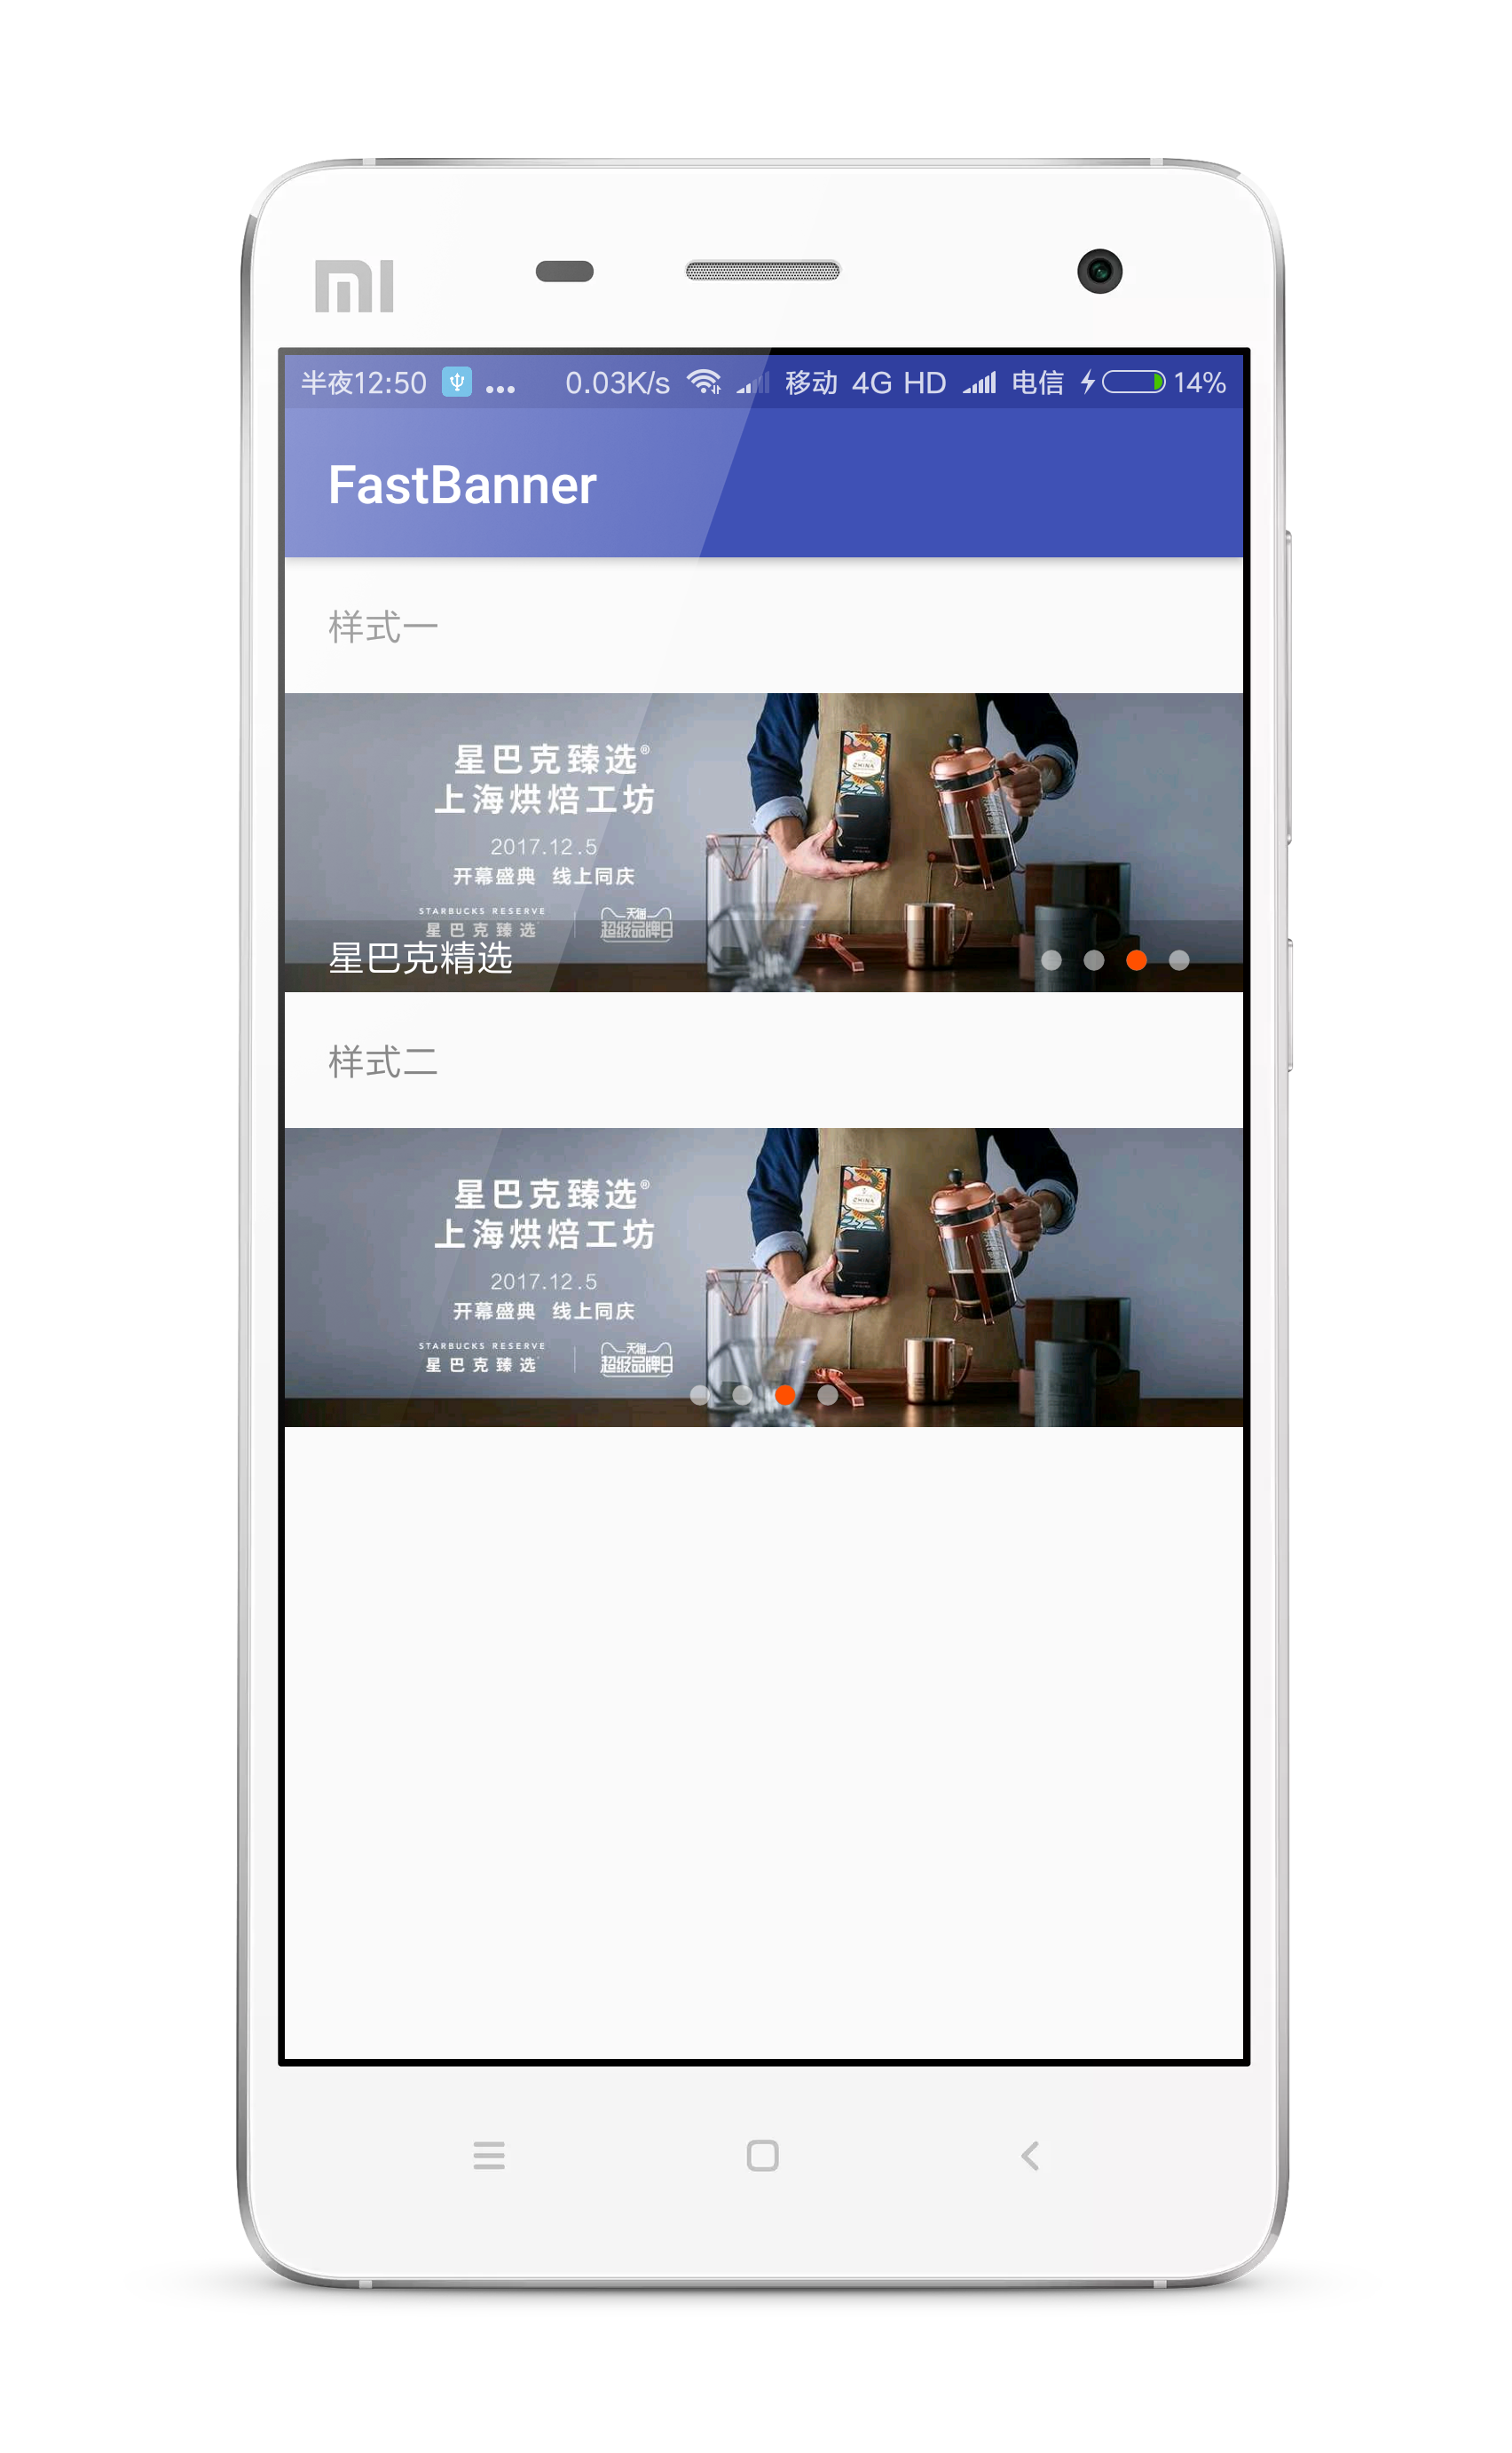 MI
半夜12:50 ... 0.03K/s 移动 4G HD 电信 14%
FastBanner
样式一
星巴克臻选®
上海烘焙工坊
2017.12.5
开幕盛典 线上同庆
STARBUCKS RESERVE
星巴克臻选
天猫
超级品牌日
CHINA
R
星巴克精选
样式二
星巴克臻选®
上海烘焙工坊
2017.12.5
开幕盛典 线上同庆
STARBUCKS RESERVE
星巴克臻选
天猫
超级品牌日
CHINA
R